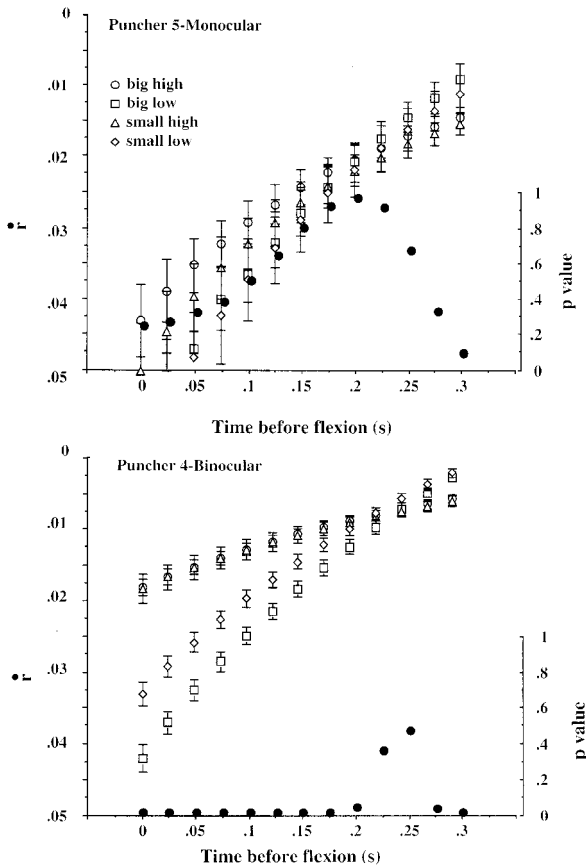 Puncher 5-Monocular
0
.01
.02
.03
.04
.05
ṙ
big high
big low
small high
small low
1
.8
.6
.4
.2
0
p value
0 .05 .1 .15 .2 .25 .3
Time before flexion (s)
Puncher 4-Binocular
0
.01
.02
.03
.04
.05
ṙ
1
.8
.6
.4
.2
0
p value
0 .05 .1 .15 .2 .25 .3
Time before flexion (s)